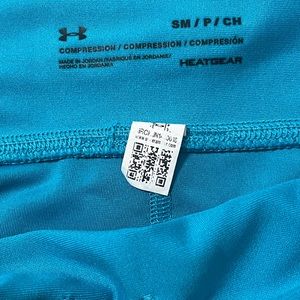 SM / P / CH
COMPRESSION / COMPRESSION / COMPRESIÓN
MADE IN JORDAN/FABRIQUÉ EN JORDANIE/
HECHO EN JORDANIA
HEATGEAR